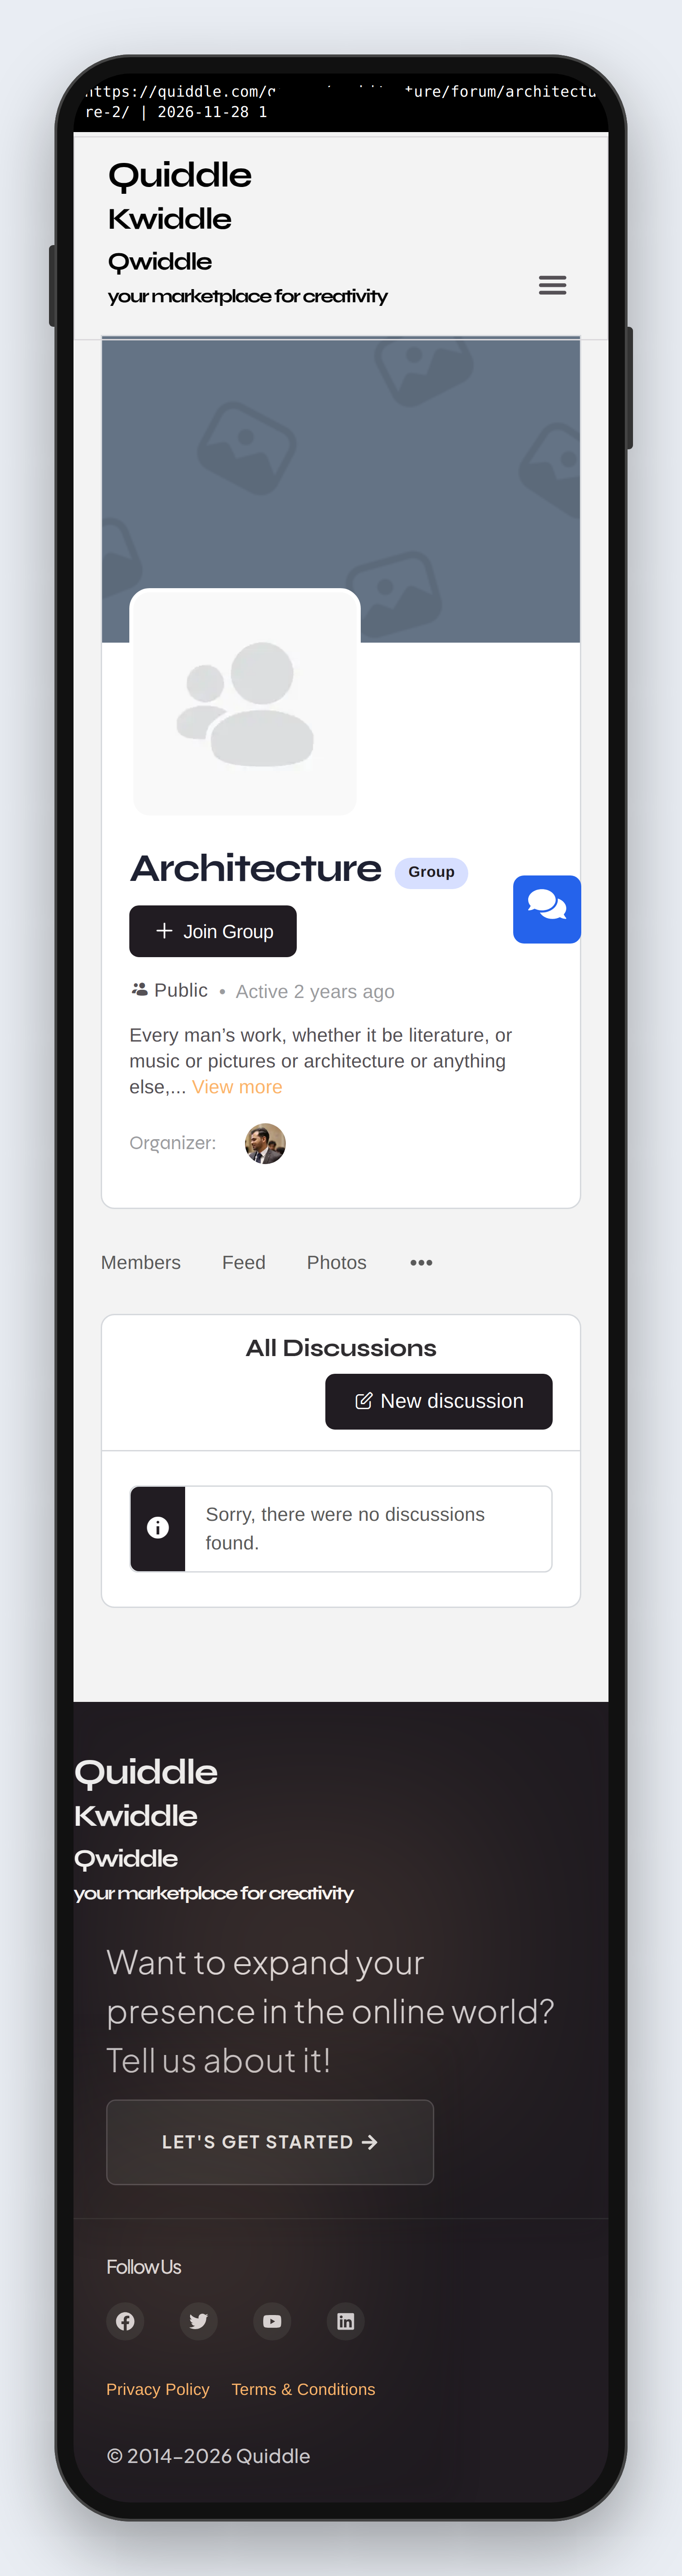 https://quiddle.com/ ture/forum/architectu
re-2/ | 2026-11-28 1
Quiddle
Kwiddle
Qwiddle
your marketplace for creativity
Architecture Group
Join Group
Public • Active 2 years ago
Every man’s work, whether it be literature, or
music or pictures or architecture or anything
else,... View more
Organizer:
Members Feed Photos •••
All Discussions
New discussion
Sorry, there were no discussions
found.
Quiddle
Kwiddle
Qwiddle
your marketplace for creativity
Want to expand your
presence in the online world?
Tell us about it!
LET'S GET STARTED →
Follow Us
Privacy Policy Terms & Conditions
© 2014–2026 Quiddle